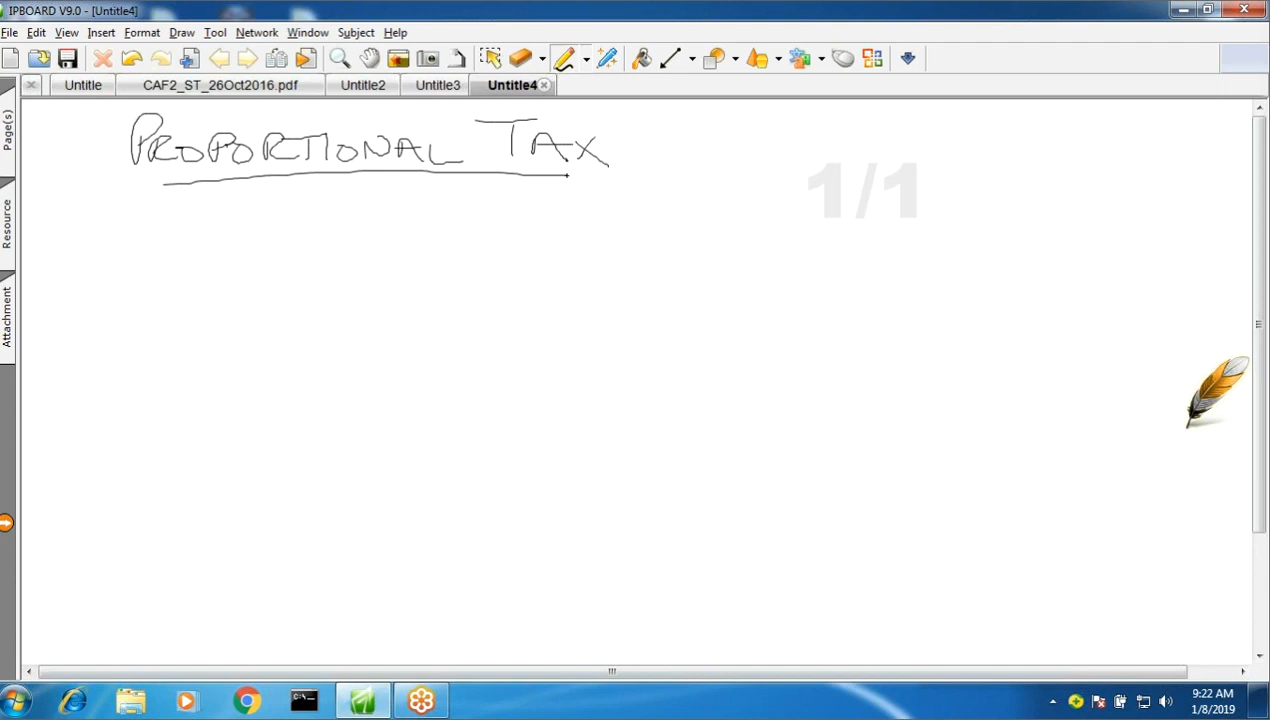 IPBOARD V9.0 - [Untitle4]
File Edit View Insert Format Draw Tool Network Window Subject Help
Untitle CAF2_ST_26Oct2016.pdf Untitle2 Untitle3 Untitle4
Page(s)
Resource
Attachment
PROPORTIONAL TAX
1/1
9:22 AM
1/8/2019